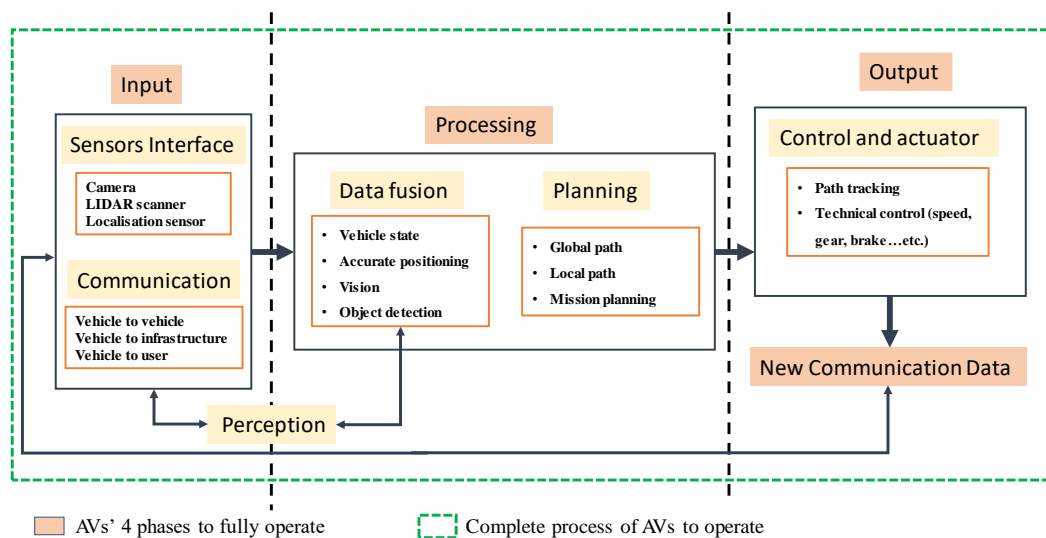 Input
Sensors Interface
Camera
LIDAR scanner
Localisation sensor
Communication
Vehicle to vehicle
Vehicle to infrastructure
Vehicle to user
Perception
Processing
Data fusion
• Vehicle state
• Accurate positioning
• Vision
• Object detection
Planning
• Global path
• Local path
• Mission planning
Output
Control and actuator
• Path tracking
• Technical control (speed,
gear, brake…etc.)
New Communication Data
AVs' 4 phases to fully operate
Complete process of AVs to operate